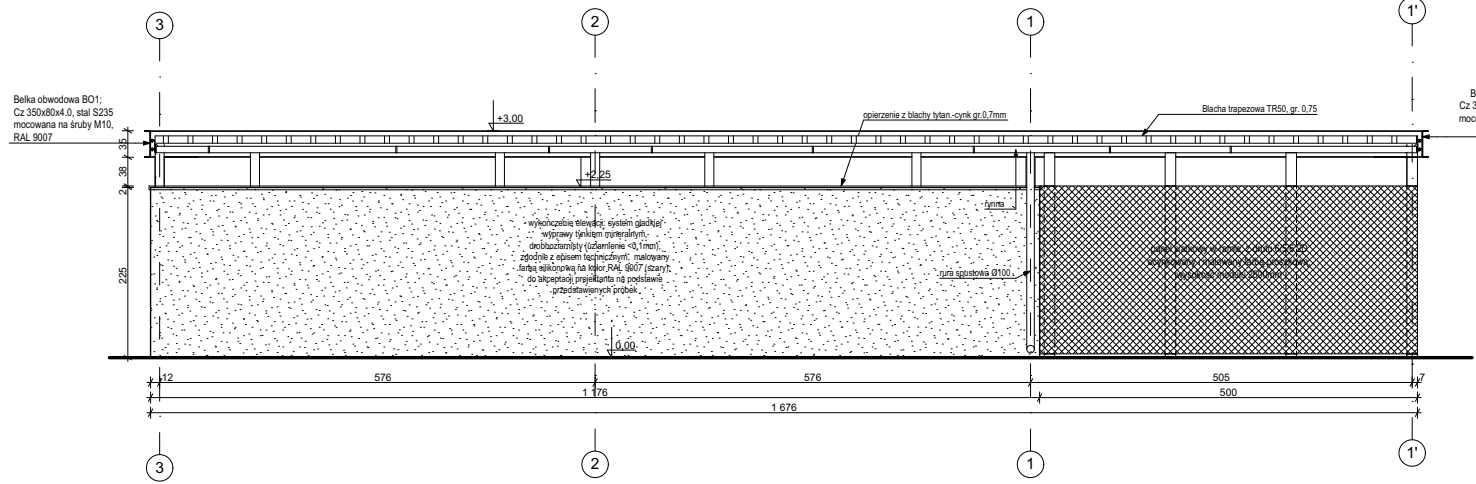 3
2
1
1'
Belka obwodowa BO1;
Cz 350x80x4.0, stal S235
mocowana na śruby M10,
RAL 9007
B
Cz 3
moc
+3,00
opierzenie z blachy tytan.-cynk gr.0,7mm
Blacha trapezowa TR50, gr. 0,75
35
38
2
225
+2,25
rynna
wykończenie elewacji: system gładkiej
wyprawy tynkiem mineralnym -
drobnoziarnisty (uziarnienie <0,1mm),
zgodnie z opisem technicznym, malowany
farbą silikonową na kolor RAL 9007 (szary),
do akceptacji projektanta na podstawie
przedstawionych próbek
rura spustowa Ø100
0,00
12
576
576
505
7
1 176
500
1 676
3
2
1
1'